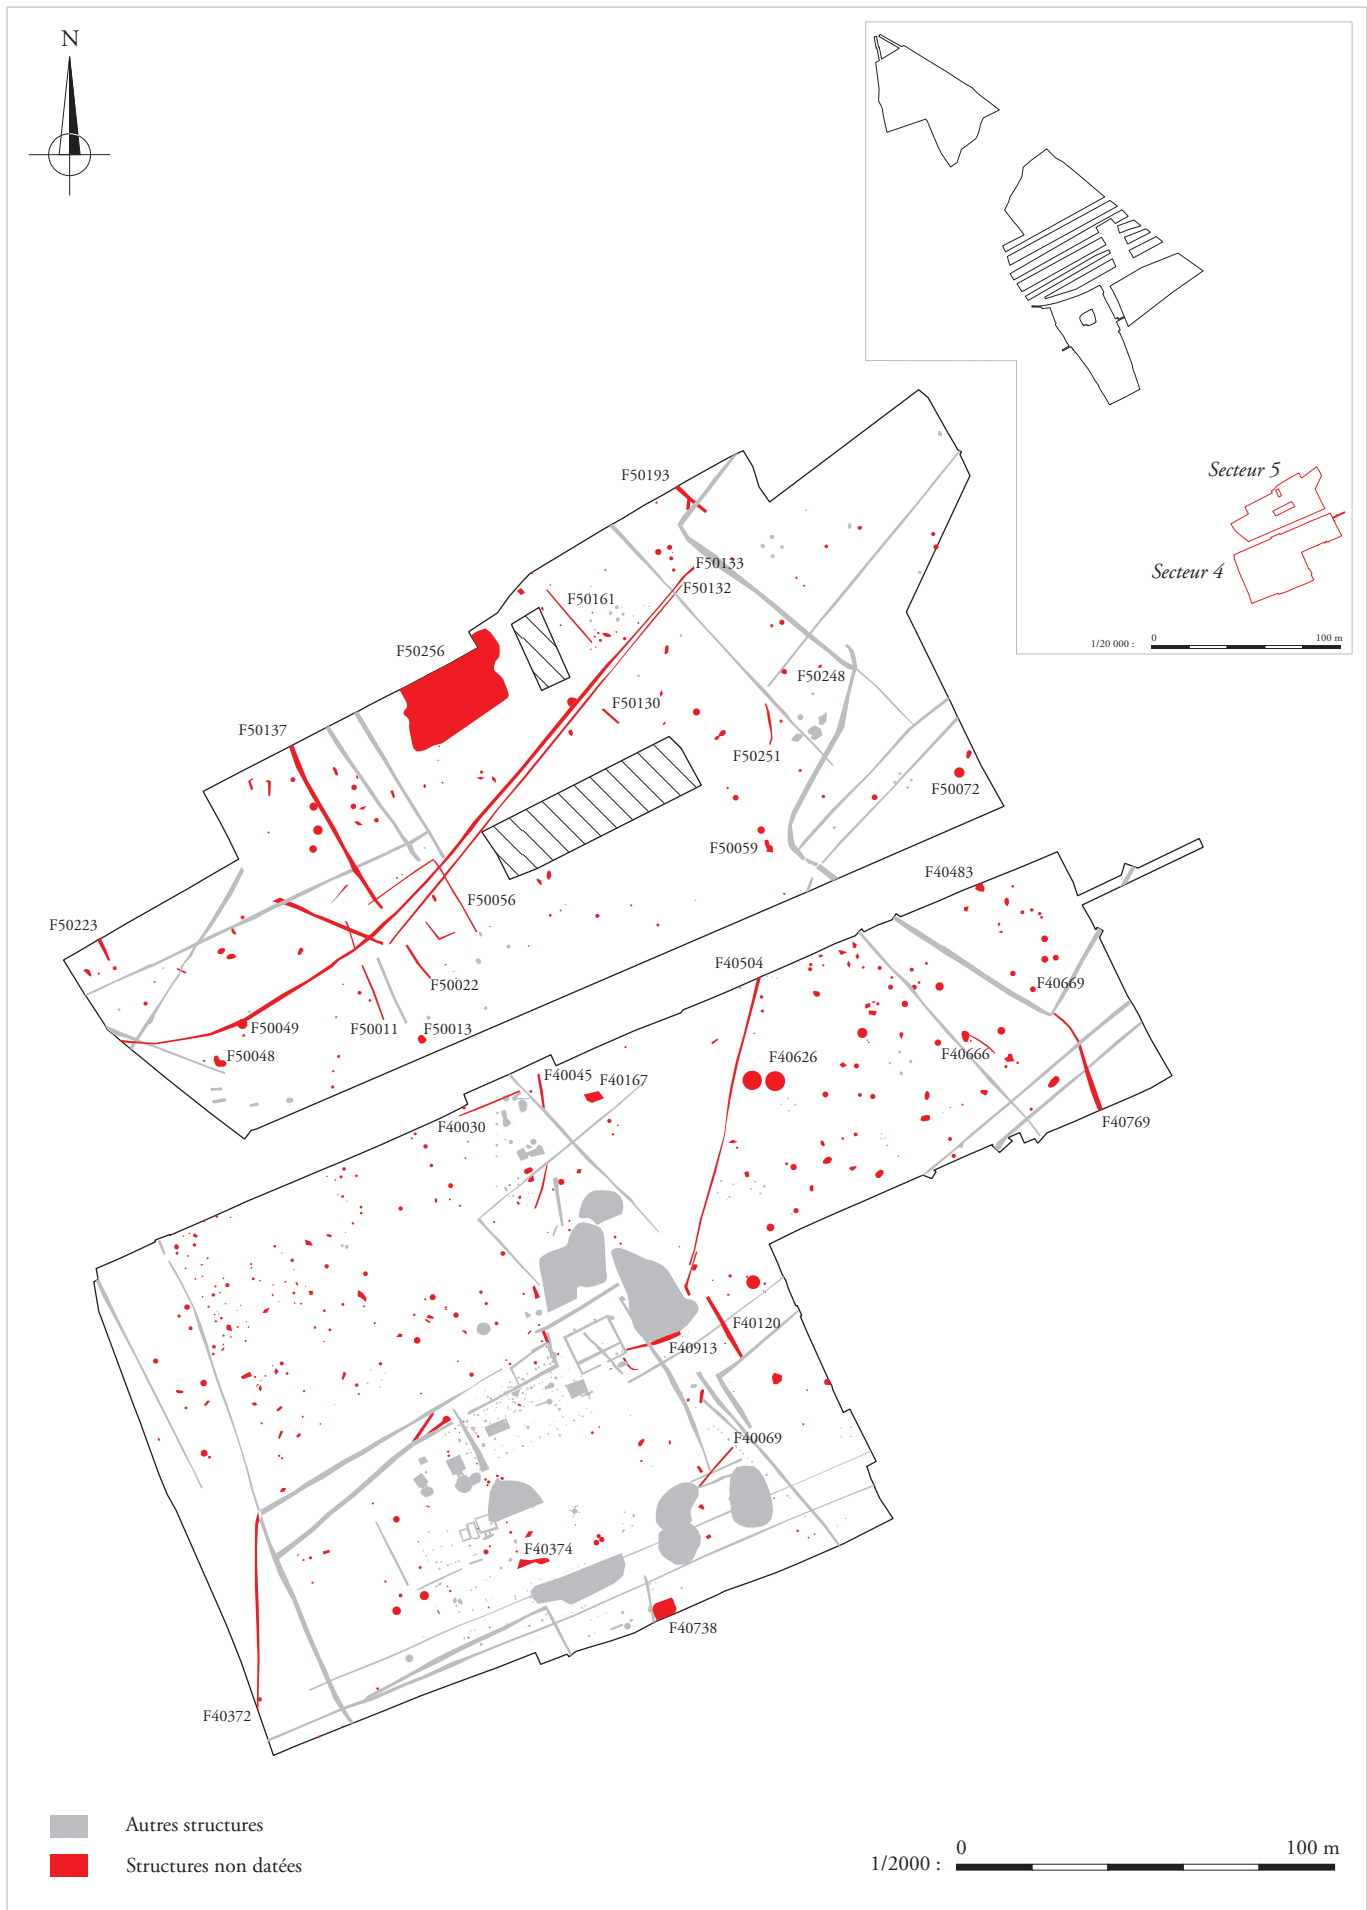 N
Secteur 5
Secteur 4
1/20 000 :
0
100 m
F50193
F50133
F50132
F50161
F50256
F50248
F50130
F50137
F50251
F50072
F50059
F40483
F50056
F50223
F40504
F50022
F40669
F50049
F50011
F50013
F50048
F40666
F40626
F40045
F40167
F40030
F40769
F40120
F40913
F40069
F40374
F40738
F40372
Autres structures
Structures non datées
1/2000 :
0
100 m